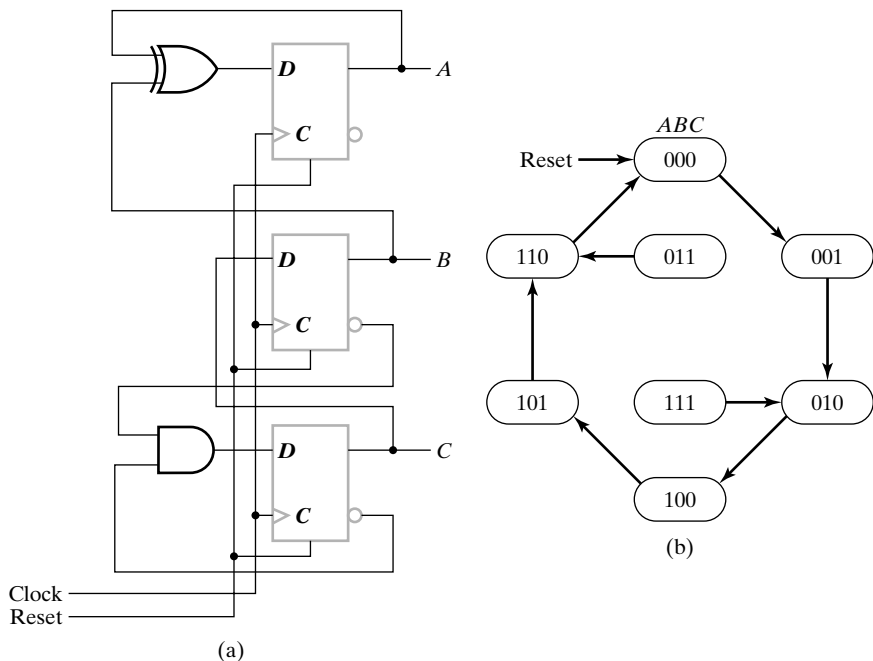 D
A
C
ABC
Reset
000
110
011
001
D
B
C
101
111
010
D
C
C
100
(b)
Clock
Reset
(a)